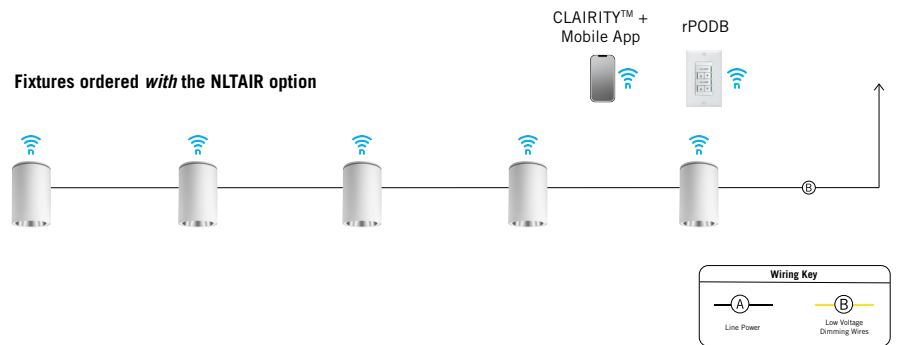 CLAIRITY™ +
Mobile App
rPODB
Fixtures ordered with the NLTAIR option
B
Wiring Key
A
B
Line Power
Low Voltage
Dimming Wires